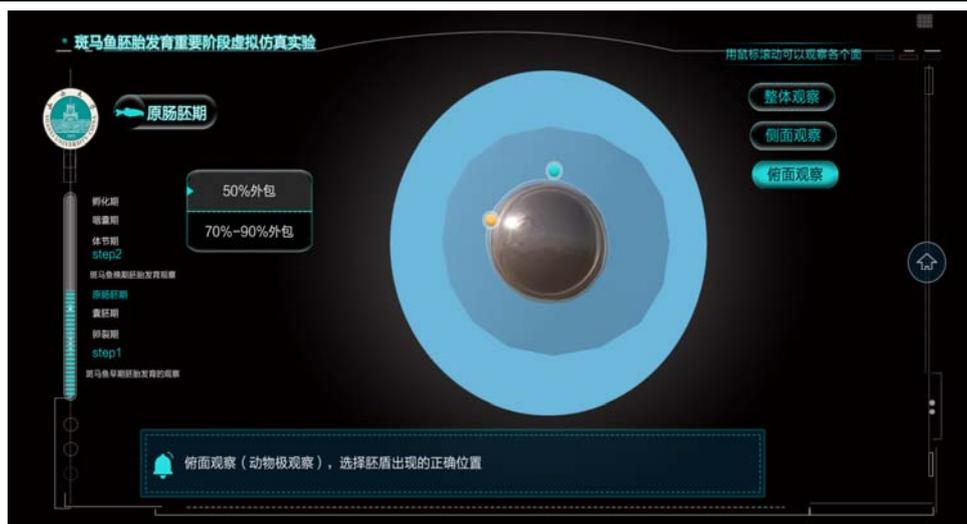 斑马鱼胚胎发育重要阶段虚拟仿真实验
用鼠标滚动可以观察各个面
原肠胚期
整体观察
侧面观察
俯面观察
50%外包
70%-90%外包
孵化期
咽囊期
体节期
step2
斑马鱼晚期胚胎发育观察
原肠胚期
囊胚期
卵裂期
step1
斑马鱼早期胚胎发育的观察
俯面观察（动物极观察），选择胚盾出现的正确位置